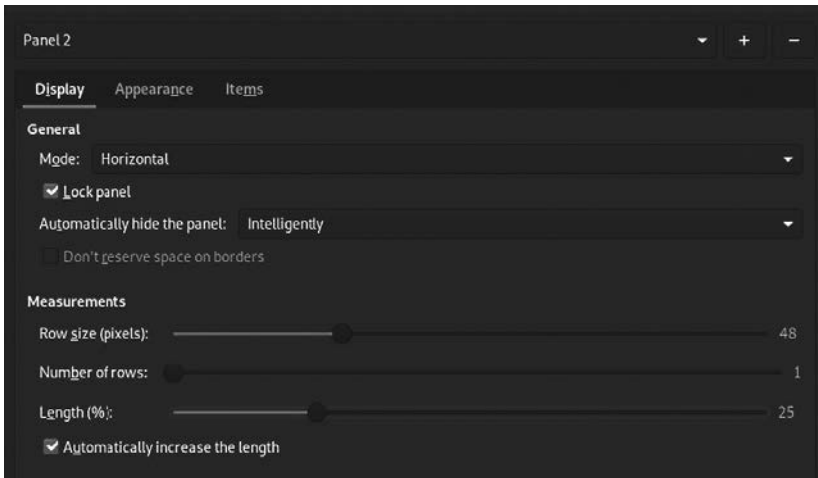 Panel 2 + −
Display Appearance Items
General
Mode: Horizontal
Lock panel
Automatically hide the panel: Intelligently
Don't reserve space on borders
Measurements
Row size (pixels): 48
Number of rows: 1
Length (%): 25
Automatically increase the length